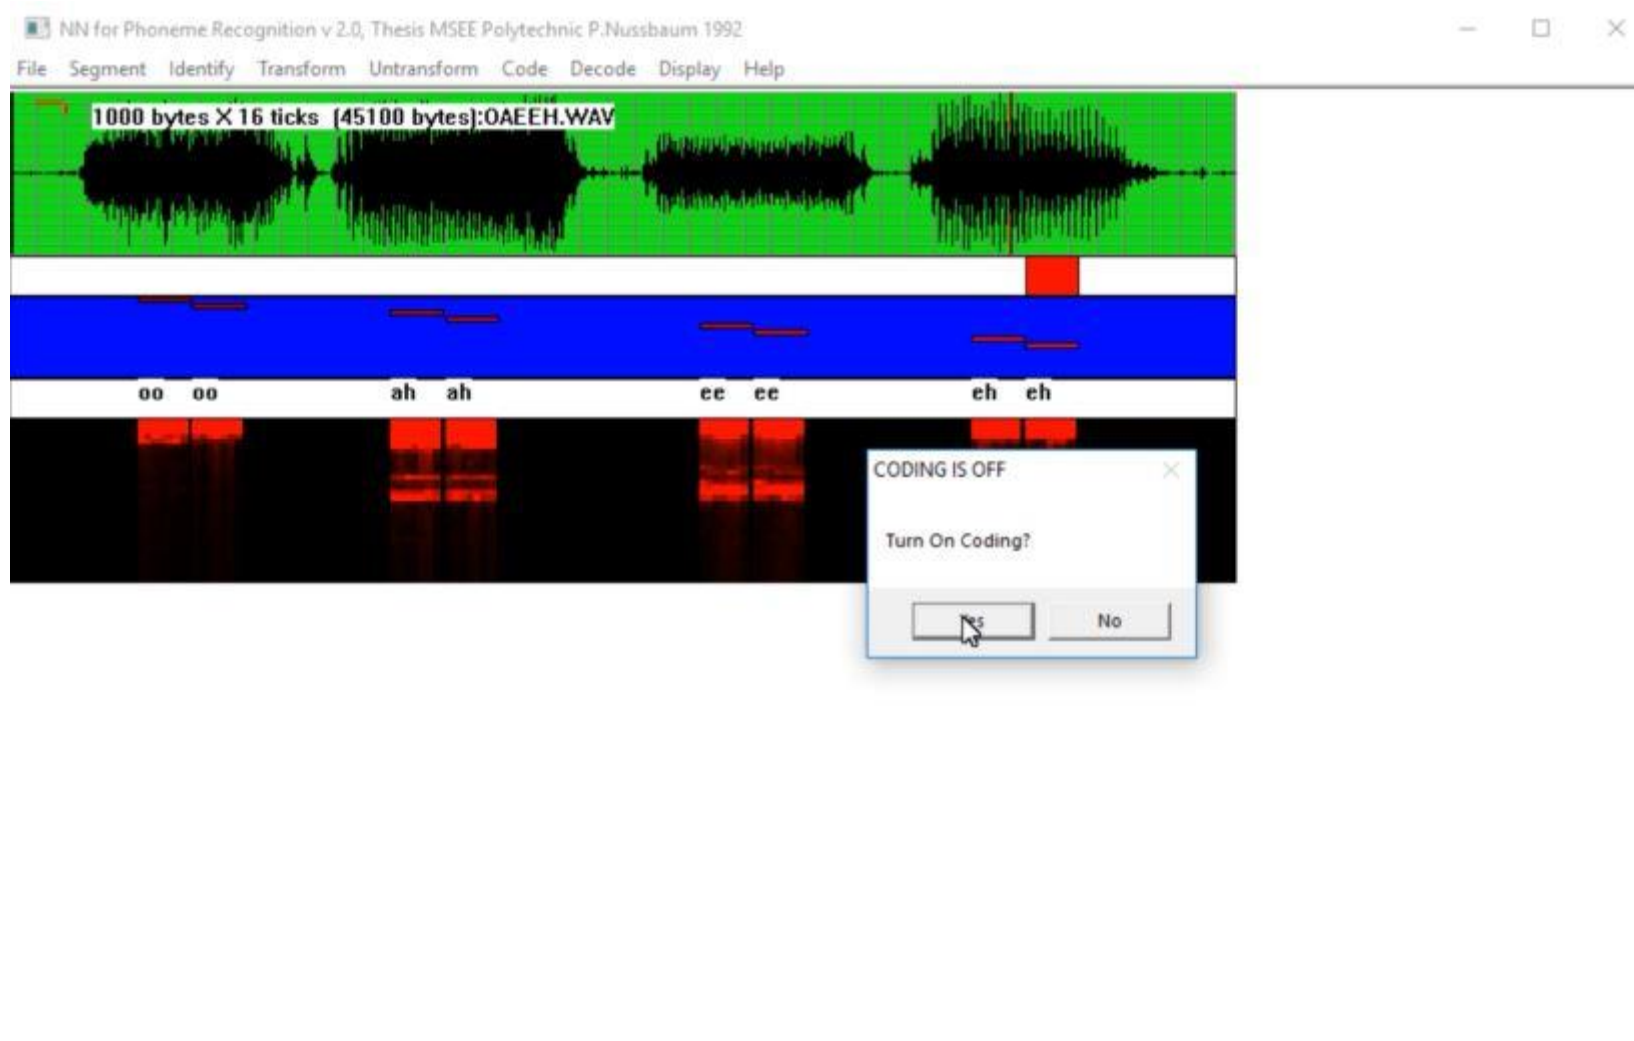 NN for Phoneme Recognition v 2.0, Thesis MSEE Polytechnic P.Nussbaum 1992
File Segment Identify Transform Untransform Code Decode Display Help
1000 bytes X 16 ticks (45100 bytes):OAEEH.WAV
oo oo ah ah ee ee eh eh
CODING IS OFF
Turn On Coding?
Yes No